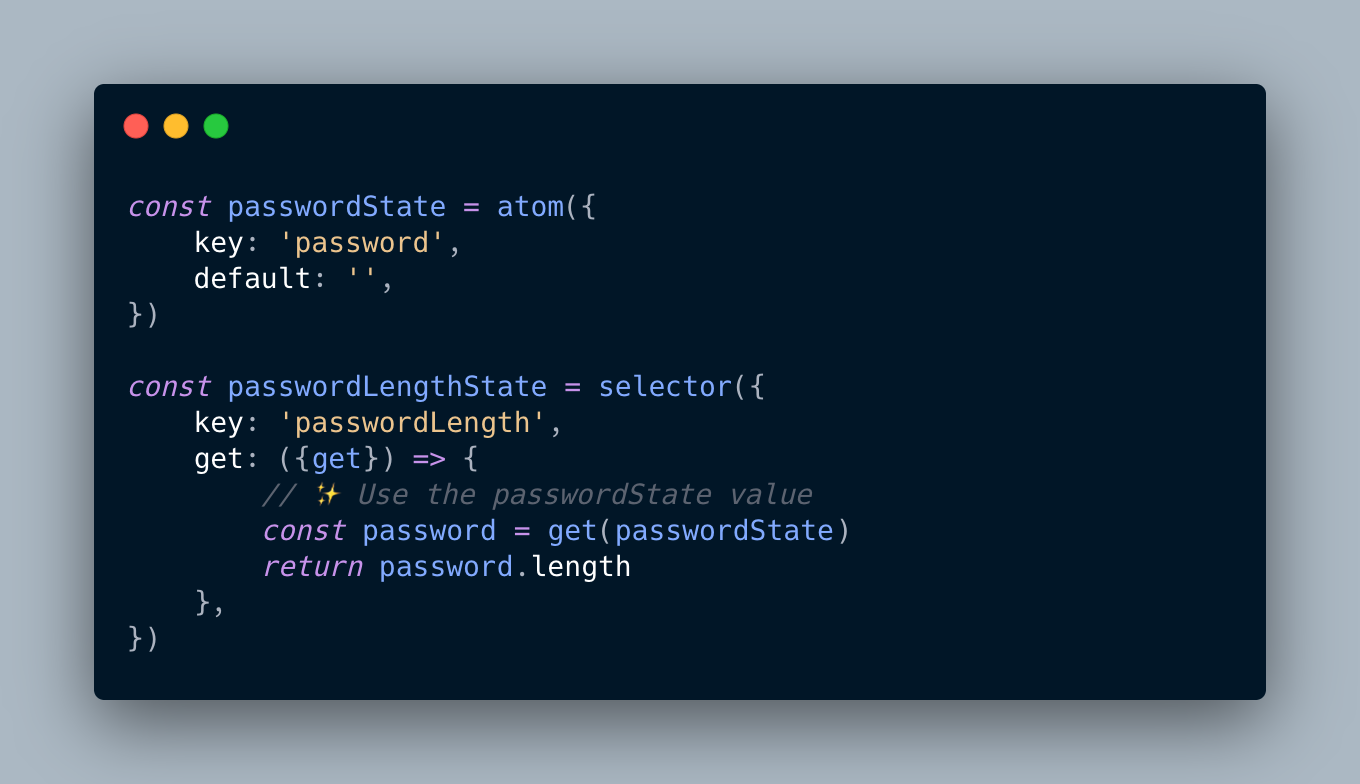 const passwordState = atom({
    key: 'password',
    default: '',
})

const passwordLengthState = selector({
    key: 'passwordLength',
    get: ({get}) => {
        // ✨ Use the passwordState value
        const password = get(passwordState)
        return password.length
    },
})